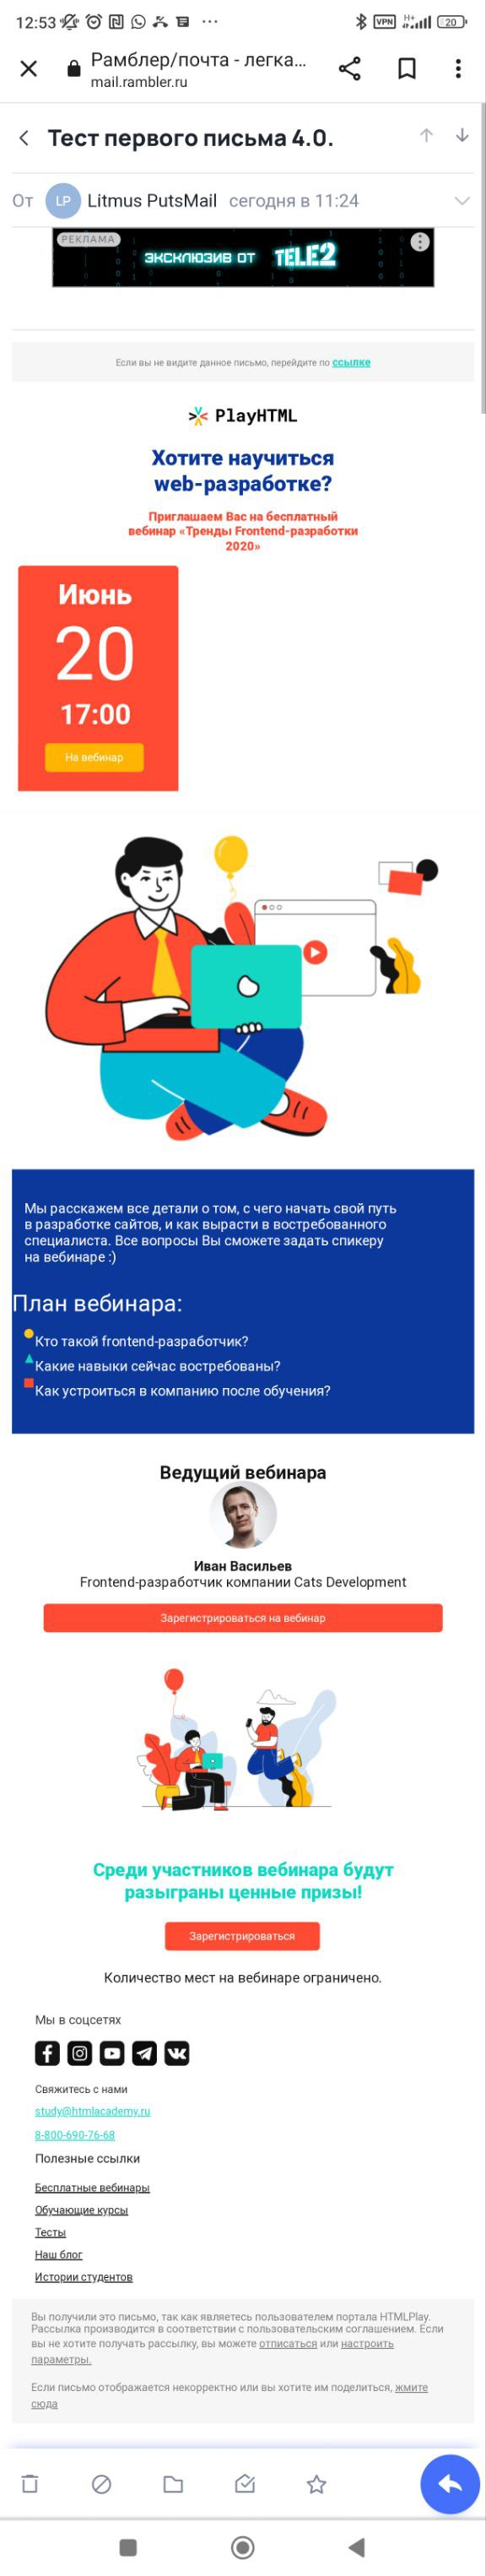 12:53
VPN
H+
20
Рамблер/почта - легка...
mail.rambler.ru
Тест первого письма 4.0.
От LP Litmus PutsMail сегодня в 11:24
РЕКЛАМА
ЭКСКЛЮЗИВ ОТ TELE2
Если вы не видите данное письмо, перейдите по ссылке
PlayHTML
Хотите научиться
web-разработке?
Приглашаем Вас на бесплатный
вебинар «Тренды Frontend-разработки
2020»
Июнь
20
17:00
На вебинар
Мы расскажем все детали о том, с чего начать свой путь
в разработке сайтов, и как вырасти в востребованного
специалиста. Все вопросы Вы сможете задать спикеру
на вебинаре :)
План вебинара:
Кто такой frontend-разработчик?
Какие навыки сейчас востребованы?
Как устроиться в компанию после обучения?
Ведущий вебинара
Иван Васильев
Frontend-разработчик компании Cats Development
Зарегистрироваться на вебинар
Среди участников вебинара будут
разыграны ценные призы!
Зарегистрироваться
Количество мест на вебинаре ограничено.
Мы в соцсетях
Свяжитесь с нами
study@htmlacademy.ru
8-800-690-76-68
Полезные ссылки
Бесплатные вебинары
Обучающие курсы
Тесты
Наш блог
Истории студентов
Вы получили это письмо, так как являетесь пользователем портала HTMLPlay.
Рассылка производится в соответствии с пользовательским соглашением. Если
вы не хотите получать рассылку, вы можете отписаться или настроить
параметры.
Если письмо отображается некорректно или вы хотите им поделиться, жмите
сюда